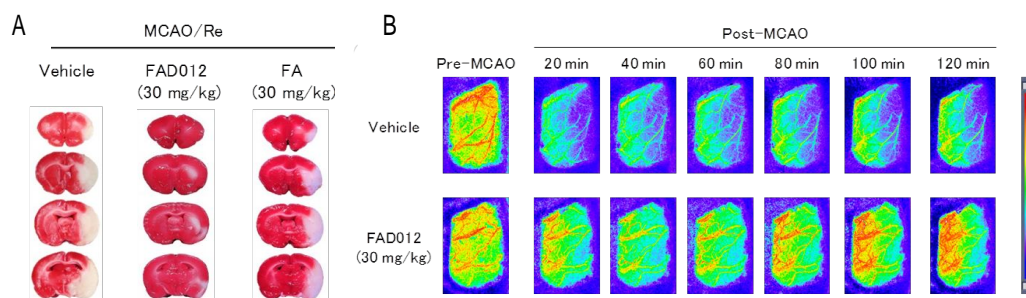 A
MCAO/Re
Vehicle
FAD012
(30 mg/kg)
FA
(30 mg/kg)
B
Post-MCAO
Pre-MCAO
20 min
40 min
60 min
80 min
100 min
120 min
Vehicle
FAD012
(30 mg/kg)